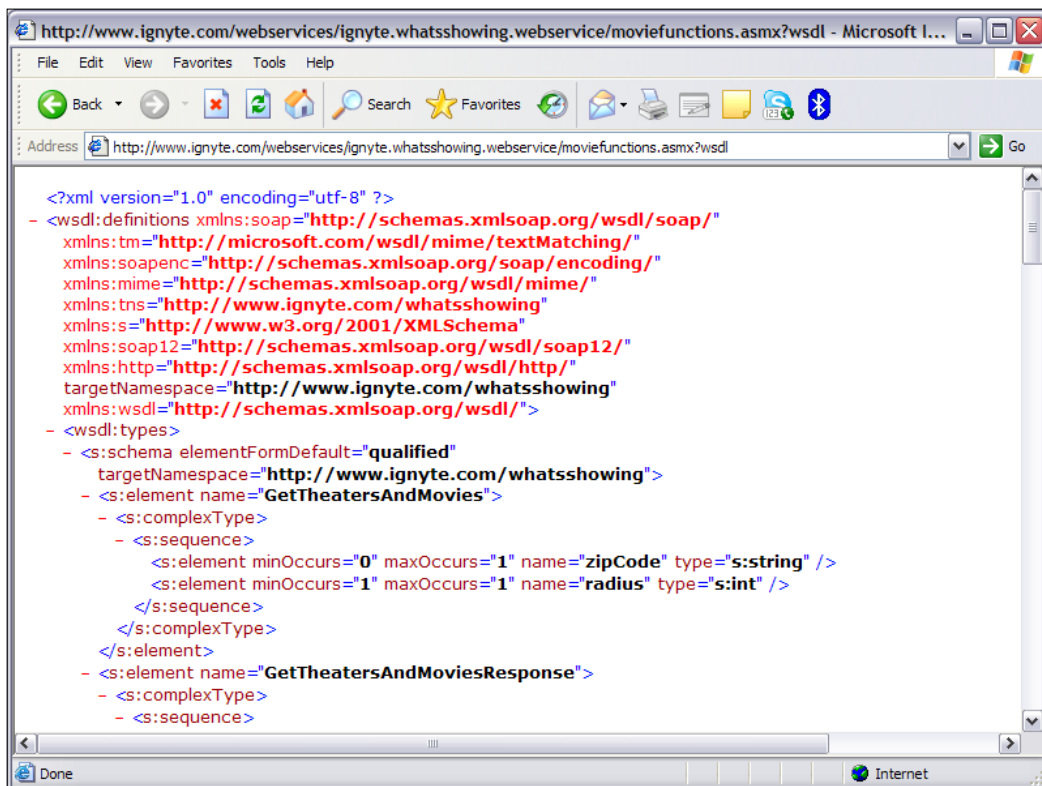 http://www.ignyte.com/webservices/ignyte.whatsshowing.webservice/moviefunctions.asmx?wsdl - Microsoft I...
File Edit View Favorites Tools Help
Back Search Favorites 123
Address http://www.ignyte.com/webservices/ignyte.whatsshowing.webservice/moviefunctions.asmx?wsdl Go
<?xml version="1.0" encoding="utf-8" ?>
- <wsdl:definitions xmlns:soap="http://schemas.xmlsoap.org/wsdl/soap/"
xmlns:tm="http://microsoft.com/wsdl/mime/textMatching/"
xmlns:soapenc="http://schemas.xmlsoap.org/soap/encoding/"
xmlns:mime="http://schemas.xmlsoap.org/wsdl/mime/"
xmlns:tns="http://www.ignyte.com/whatsshowing"
xmlns:s="http://www.w3.org/2001/XMLSchema"
xmlns:soap12="http://schemas.xmlsoap.org/wsdl/soap12/"
xmlns:http="http://schemas.xmlsoap.org/wsdl/http/"
targetNamespace="http://www.ignyte.com/whatsshowing"
xmlns:wsdl="http://schemas.xmlsoap.org/wsdl/">
- <wsdl:types>
- <s:schema elementFormDefault="qualified"
targetNamespace="http://www.ignyte.com/whatsshowing">
- <s:element name="GetTheatersAndMovies">
- <s:complexType>
- <s:sequence>
<s:element minOccurs="0" maxOccurs="1" name="zipCode" type="s:string" />
<s:element minOccurs="1" maxOccurs="1" name="radius" type="s:int" />
</s:sequence>
</s:complexType>
</s:element>
- <s:element name="GetTheatersAndMoviesResponse">
- <s:complexType>
- <s:sequence>
Done Internet